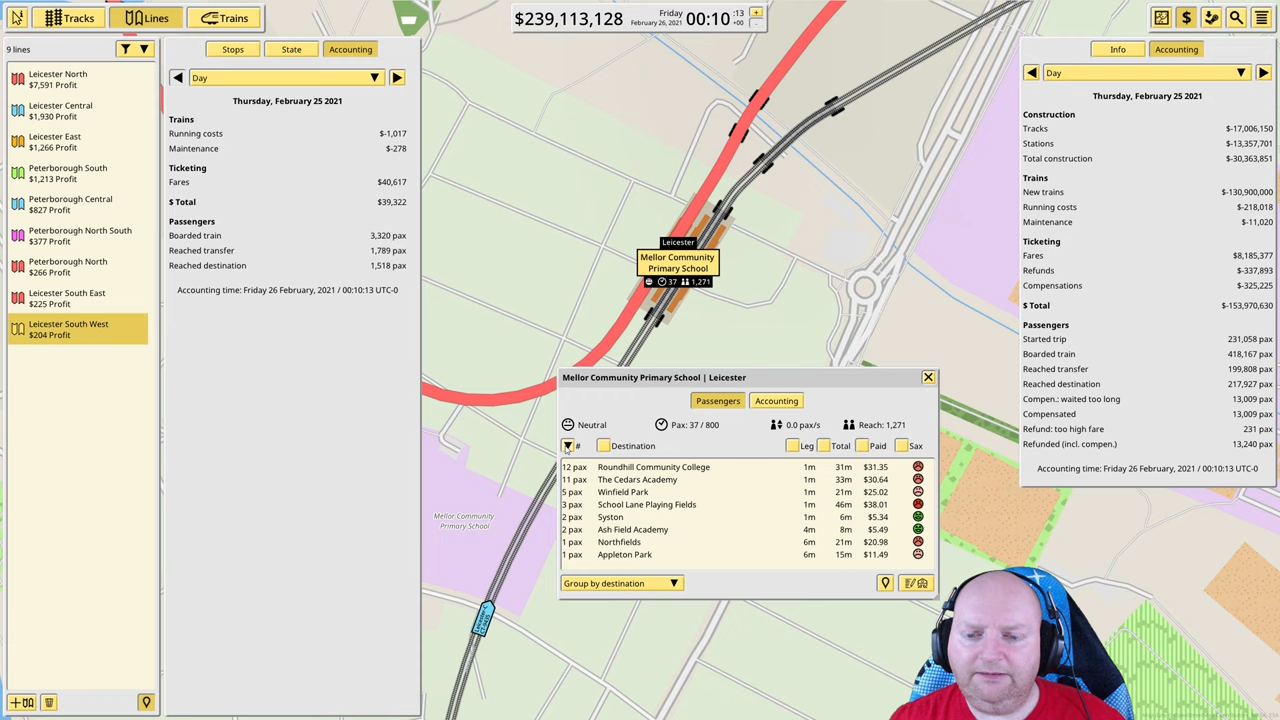 Tracks
Lines
Trains
$239,113,128
Friday
February 26, 2021
00:10
:13
+00
+
-
$
9 lines
Leicester North
$7,591 Profit
Leicester Central
$1,930 Profit
Leicester East
$1,266 Profit
Peterborough South
$1,213 Profit
Peterborough Central
$827 Profit
Peterborough North South
$377 Profit
Peterborough North
$266 Profit
Leicester South East
$225 Profit
Leicester South West
$204 Profit
Stops
State
Accounting
Day
Thursday, February 25 2021
Trains
Running costs $-1,017
Maintenance $-278
Ticketing
Fares $40,617
$ Total $39,322
Passengers
Boarded train 3,320 pax
Reached transfer 1,789 pax
Reached destination 1,518 pax
Accounting time: Friday 26 February, 2021 / 00:10:13 UTC-0
Leicester
Mellor Community
Primary School
37 1,271
Mellor Community
Primary School
Mellor Community Primary School | Leicester
Passengers
Accounting
Neutral
Pax: 37 / 800
0.0 pax/s
Reach: 1,271
# Destination Leg Total Paid Sax
12 pax Roundhill Community College 1m 31m $31.35
11 pax The Cedars Academy 1m 33m $30.64
5 pax Winfield Park 1m 21m $25.02
3 pax School Lane Playing Fields 1m 46m $38.01
2 pax Syston 1m 6m $5.34
2 pax Ash Field Academy 4m 8m $5.49
1 pax Northfields 6m 21m $20.98
1 pax Appleton Park 6m 15m $11.49
Group by destination
Info
Accounting
Day
Thursday, February 25 2021
Construction
Tracks $-17,006,150
Stations $-13,357,701
Total construction $-30,363,851
Trains
New trains $-130,900,000
Running costs $-218,018
Maintenance $-11,020
Ticketing
Fares $8,185,377
Refunds $-337,893
Compensations $-325,225
$ Total $-153,970,630
Passengers
Started trip 231,058 pax
Boarded train 418,167 pax
Reached transfer 199,808 pax
Reached destination 217,927 pax
Compen.: waited too long 13,009 pax
Compensated 13,009 pax
Refund: too high fare 231 pax
Refunded (incl. compen.) 13,240 pax
Accounting time: Friday 26 February, 2021 / 00:10:13 UTC-0